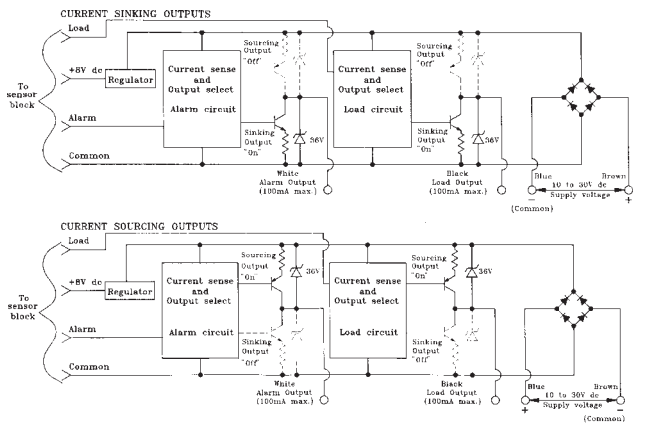 CURRENT SINKING OUTPUTS
Load
+8V dc
Regulator
To
sensor
block
Alarm
Common
Current sense
and
Output select
Alarm circuit
Sourcing
Output
"Off"
Sinking
Output
"On"
36V
White
Alarm Output
(100mA max.)
Current sense
and
Output select
Load circuit
Sourcing
Output
"Off"
Sinking
Output
"On"
36V
Black
Load Output
(100mA max.)
Blue
Brown
10 to 30V dc
Supply voltage
−
+
(Common)
CURRENT SOURCING OUTPUTS
Load
+8V dc
Regulator
To
sensor
block
Alarm
Common
Current sense
and
Output select
Alarm circuit
Sourcing
Output
"On"
36V
Sinking
Output
"Off"
White
Alarm Output
(100mA max.)
Current sense
and
Output select
Load circuit
Sourcing
Output
"On"
36V
Sinking
Output
"Off"
Black
Load Output
(100mA max.)
Blue
Brown
10 to 30V dc
Supply voltage
+
−
(Common)